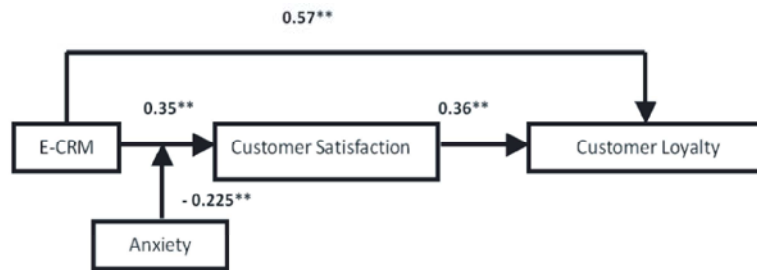 0.57**
0.35**
0.36**
E-CRM
Customer Satisfaction
Customer Loyalty
- 0.225**
Anxiety